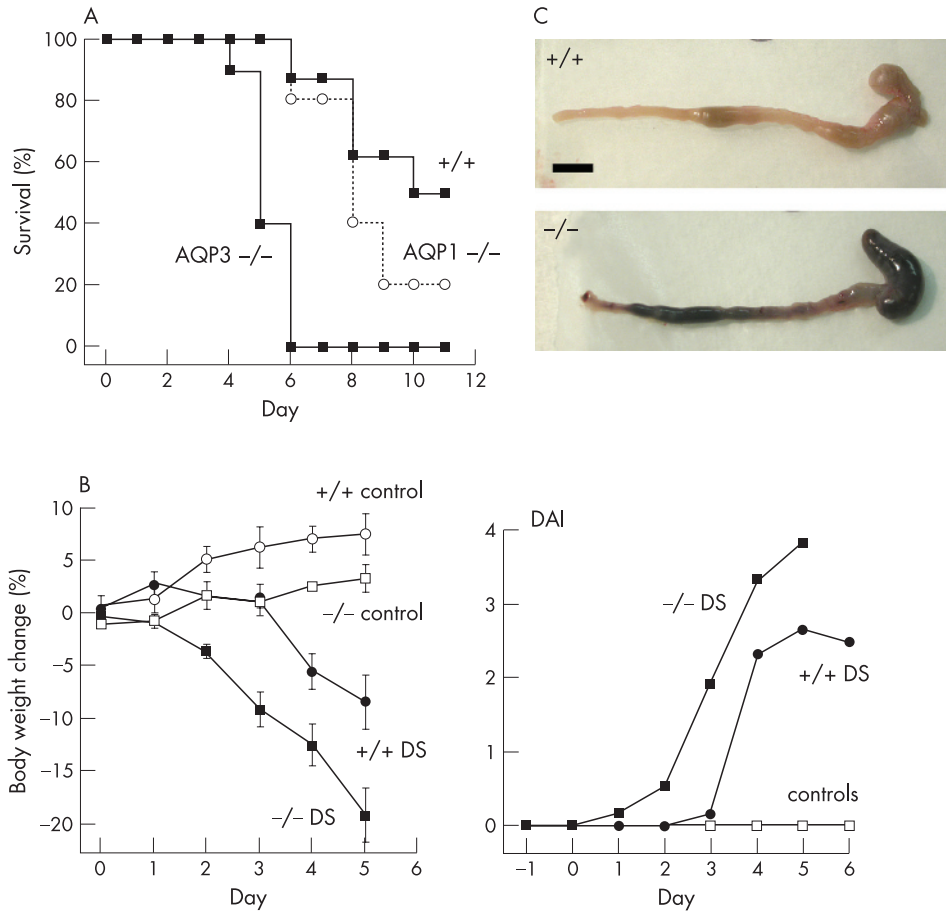 A
100
80
60
40
20
0
Survival (%)
+/+
AQP3 –/–
AQP1 –/–
0 2 4 6 8 10 12
Day
C
+/+
–/–
B
10
5
0
–5
–10
–15
–20
Body weight change (%)
+/+ control
–/– control
+/+ DS
–/– DS
0 1 2 3 4 5 6
Day
DAI
4
3
2
1
0
–/– DS
+/+ DS
controls
–1 0 1 2 3 4 5 6
Day